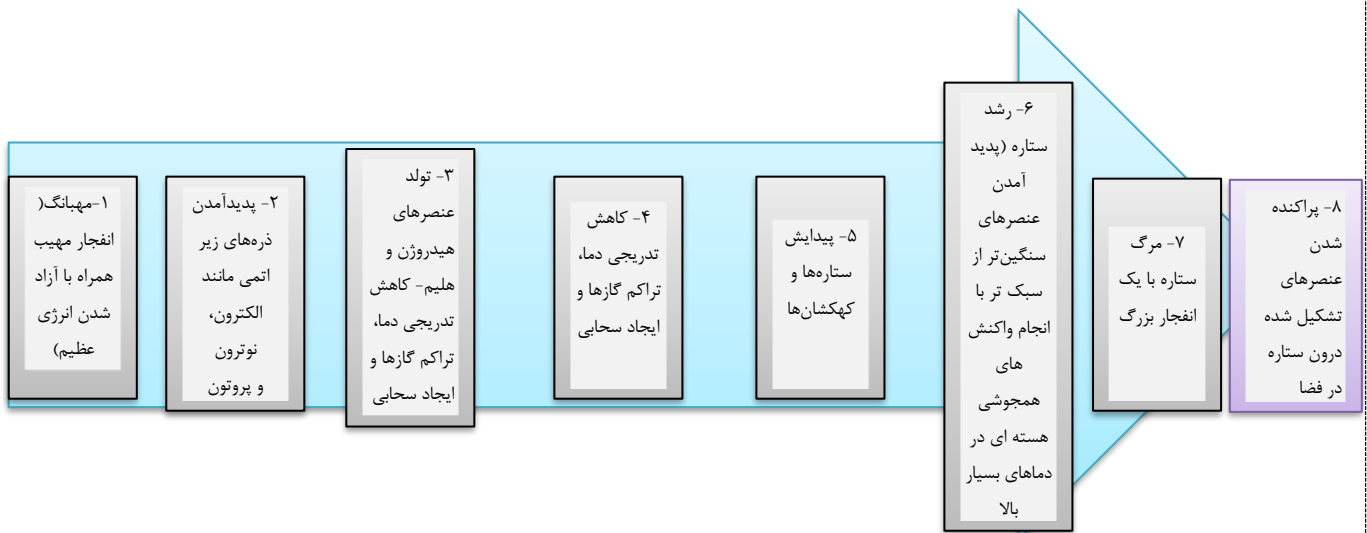 ۱-مهبانگ(
انفجار مهیب
همراه با آزاد
شدن انرژی
عظیم)
۲- پدیدآمدن
ذره‌های زیر
اتمی مانند
الکترون،
نوترون
و پروتون
۳- تولد
عنصرهای
هیدروژن و
هلیم- کاهش
تدریجی دما،
تراکم گازها و
ایجاد سحابی
۴- کاهش
تدریجی دما،
تراکم گازها و
ایجاد سحابی
۵- پیدایش
ستاره‌ها و
کهکشان‌ها
۶- رشد
ستاره (پدید
آمدن
عنصرهای
سنگین‌تر از
سبک تر با
انجام واکنش
های
همجوشی
هسته ای در
دماهای بسیار
بالا
۷- مرگ
ستاره با یک
انفجار بزرگ
۸- پراکنده
شدن
عنصرهای
تشکیل شده
درون ستاره
در فضا